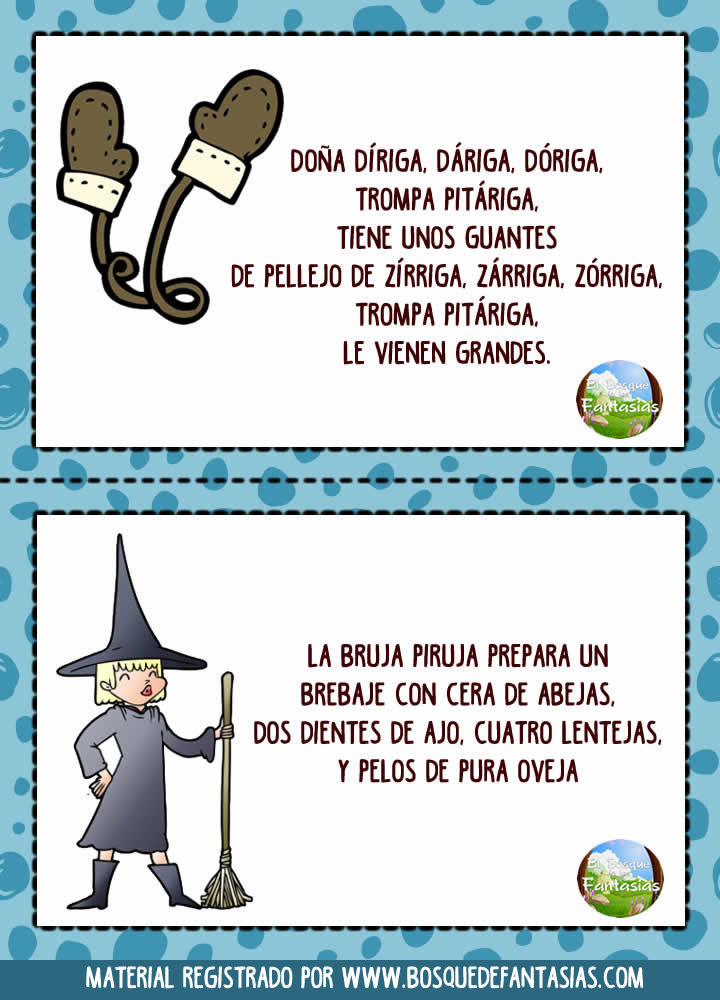 DOÑA DÍRIGA, DÁRIGA, DÓRIGA,
TROMPA PITÁRIGA,
TIENE UNOS GUANTES
DE PELLEJO DE ZÍRRIGA, ZÁRRIGA, ZÓRRIGA,
TROMPA PITÁRIGA,
LE VIENEN GRANDES.
El Bosque
Fantasías
LA BRUJA PIRUJA PREPARA UN
BREBAJE CON CERA DE ABEJAS,
DOS DIENTES DE AJO, CUATRO LENTEJAS,
Y PELOS DE PURA OVEJA
El Bosque
Fantasías
MATERIAL REGISTRADO POR WWW.BOSQUEDEFANTASIAS.COM